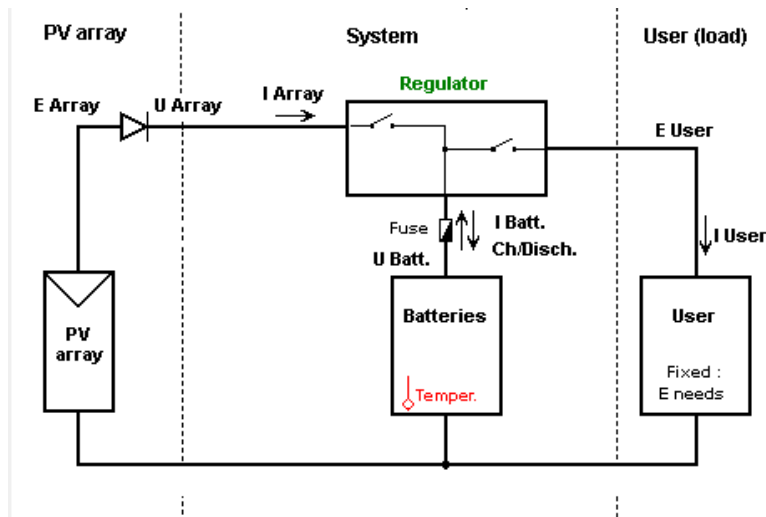 PV array
System
User (load)
Regulator
I Array
E Array
U Array
E User
Fuse
I Batt.
Ch/Disch.
I User
U Batt.
PV
array
Batteries
Temper.
User
Fixed :
E needs